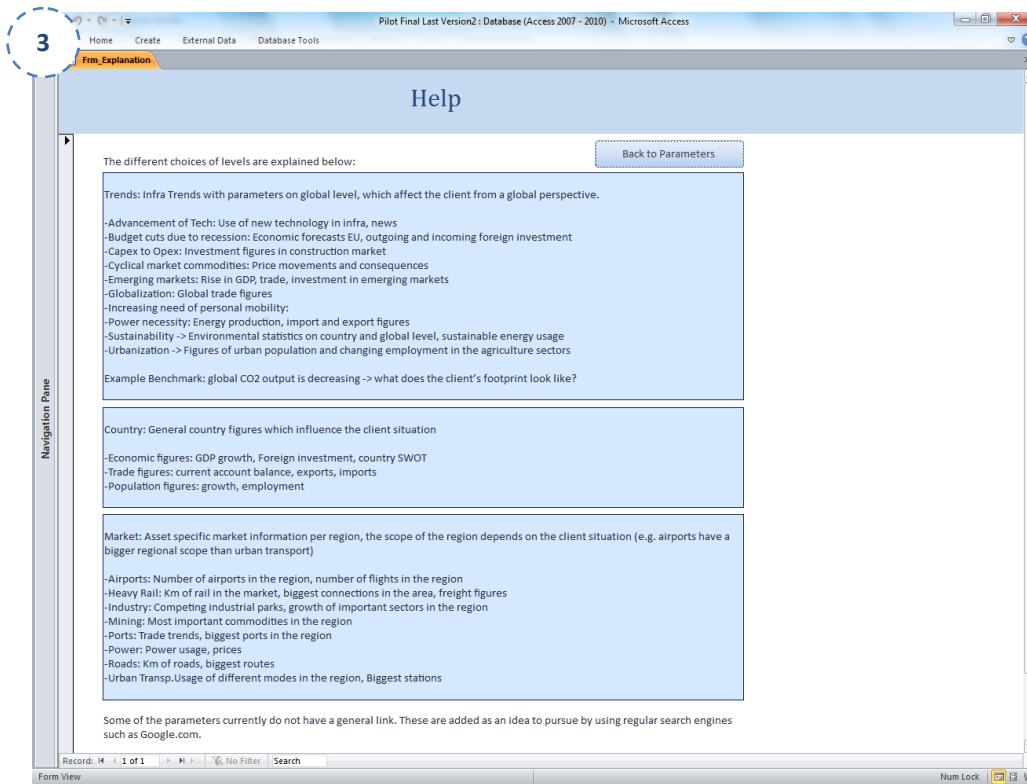 Pilot Final Last Version2 : Database (Access 2007 - 2010) - Microsoft Access
3
Home Create External Data Database Tools
Frm_Explanation
Help
Back to Parameters
The different choices of levels are explained below:
Trends: Infra Trends with parameters on global level, which affect the client from a global perspective.
-Advancement of Tech: Use of new technology in infra, news
-Budget cuts due to recession: Economic forecasts EU, outgoing and incoming foreign investment
-Capex to Opex: Investment figures in construction market
-Cyclical market commodities: Price movements and consequences
-Emerging markets: Rise in GDP, trade, investment in emerging markets
-Globalization: Global trade figures
-Increasing need of personal mobility:
-Power necessity: Energy production, import and export figures
-Sustainability -> Environmental statistics on country and global level, sustainable energy usage
-Urbanization -> Figures of urban population and changing employment in the agriculture sectors
Example Benchmark: global CO2 output is decreasing -> what does the client's footprint look like?
Navigation Pane
Country: General country figures which influence the client situation
-Economic figures: GDP growth, Foreign investment, country SWOT
-Trade figures: current account balance, exports, imports
-Population figures: growth, employment
Market: Asset specific market information per region, the scope of the region depends on the client situation (e.g. airports have a
bigger regional scope than urban transport)
-Airports: Number of airports in the region, number of flights in the region
-Heavy Rail: Km of rail in the market, biggest connections in the area, freight figures
-Industry: Competing industrial parks, growth of important sectors in the region
-Mining: Most important commodities in the region
-Ports: Trade trends, biggest ports in the region
-Power: Power usage, prices
-Roads: Km of roads, biggest routes
-Urban Transp.Usage of different modes in the region, Biggest stations
Some of the parameters currently do not have a general link. These are added as an idea to pursue by using regular search engines
such as Google.com.
Record: 1 of 1 No Filter Search
Form View Num Lock